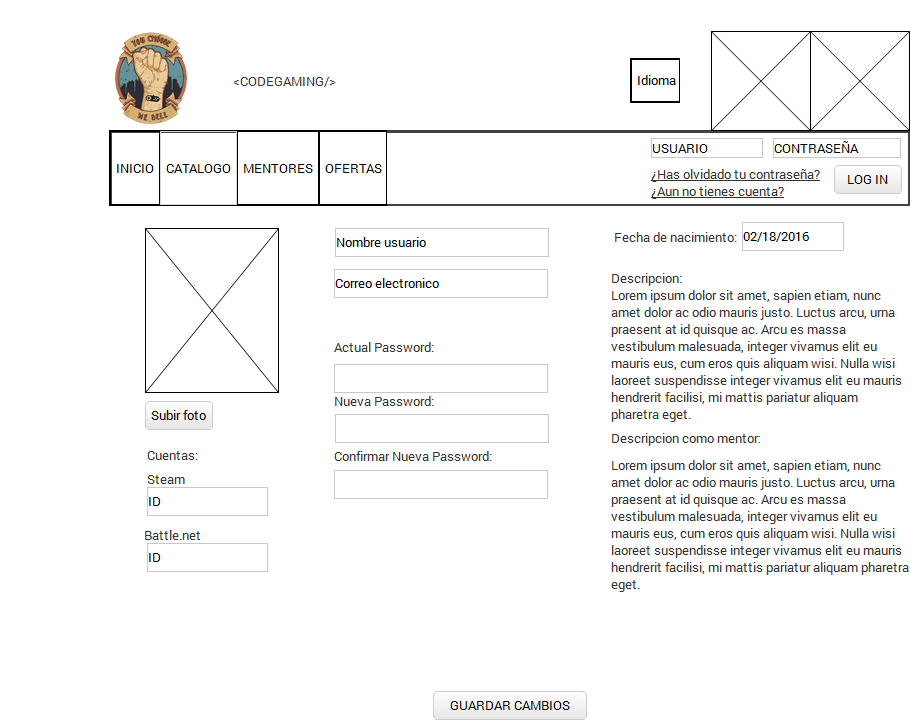 YOU CHOOSE
WE SELL
<CODEGAMING/>
Idioma
INICIO
CATALOGO
MENTORES
OFERTAS
USUARIO
CONTRASEÑA
¿Has olvidado tu contraseña?
¿Aun no tienes cuenta?
LOG IN
Subir foto
Cuentas:
Steam
ID
Battle.net
ID
Nombre usuario
Correo electronico
Actual Password:
Nueva Password:
Confirmar Nueva Password:
Fecha de nacimiento:
02/18/2016
Descripcion:
Lorem ipsum dolor sit amet, sapien etiam, nunc
amet dolor ac odio mauris justo. Luctus arcu, urna
praesent at id quisque ac. Arcu es massa
vestibulum malesuada, integer vivamus elit eu
mauris eus, cum eros quis aliquam wisi. Nulla wisi
laoreet suspendisse integer vivamus elit eu mauris
hendrerit facilisi, mi mattis pariatur aliquam
pharetra eget.
Descripcion como mentor:
Lorem ipsum dolor sit amet, sapien etiam, nunc
amet dolor ac odio mauris justo. Luctus arcu, urna
praesent at id quisque ac. Arcu es massa
vestibulum malesuada, integer vivamus elit eu
mauris eus, cum eros quis aliquam wisi. Nulla wisi
laoreet suspendisse integer vivamus elit eu mauris
hendrerit facilisi, mi mattis pariatur aliquam pharetra
eget.
GUARDAR CAMBIOS